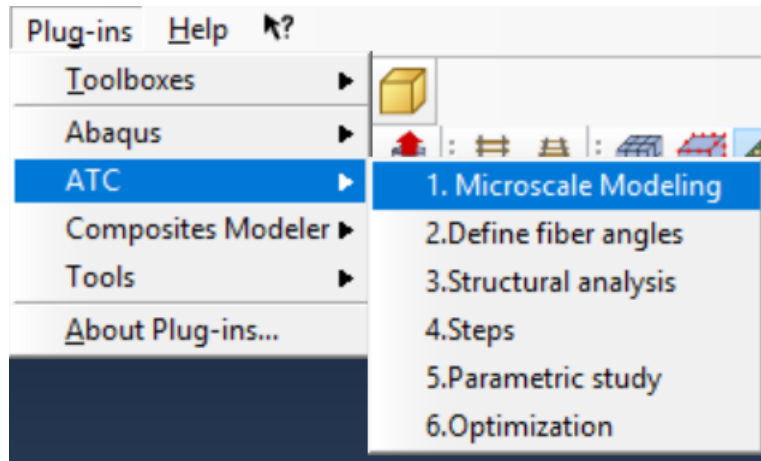 Plug-ins Help ?
Toolboxes
Abaqus
ATC
Composites Modeler
Tools
About Plug-ins...
1. Microscale Modeling
2.Define fiber angles
3.Structural analysis
4.Steps
5.Parametric study
6.Optimization